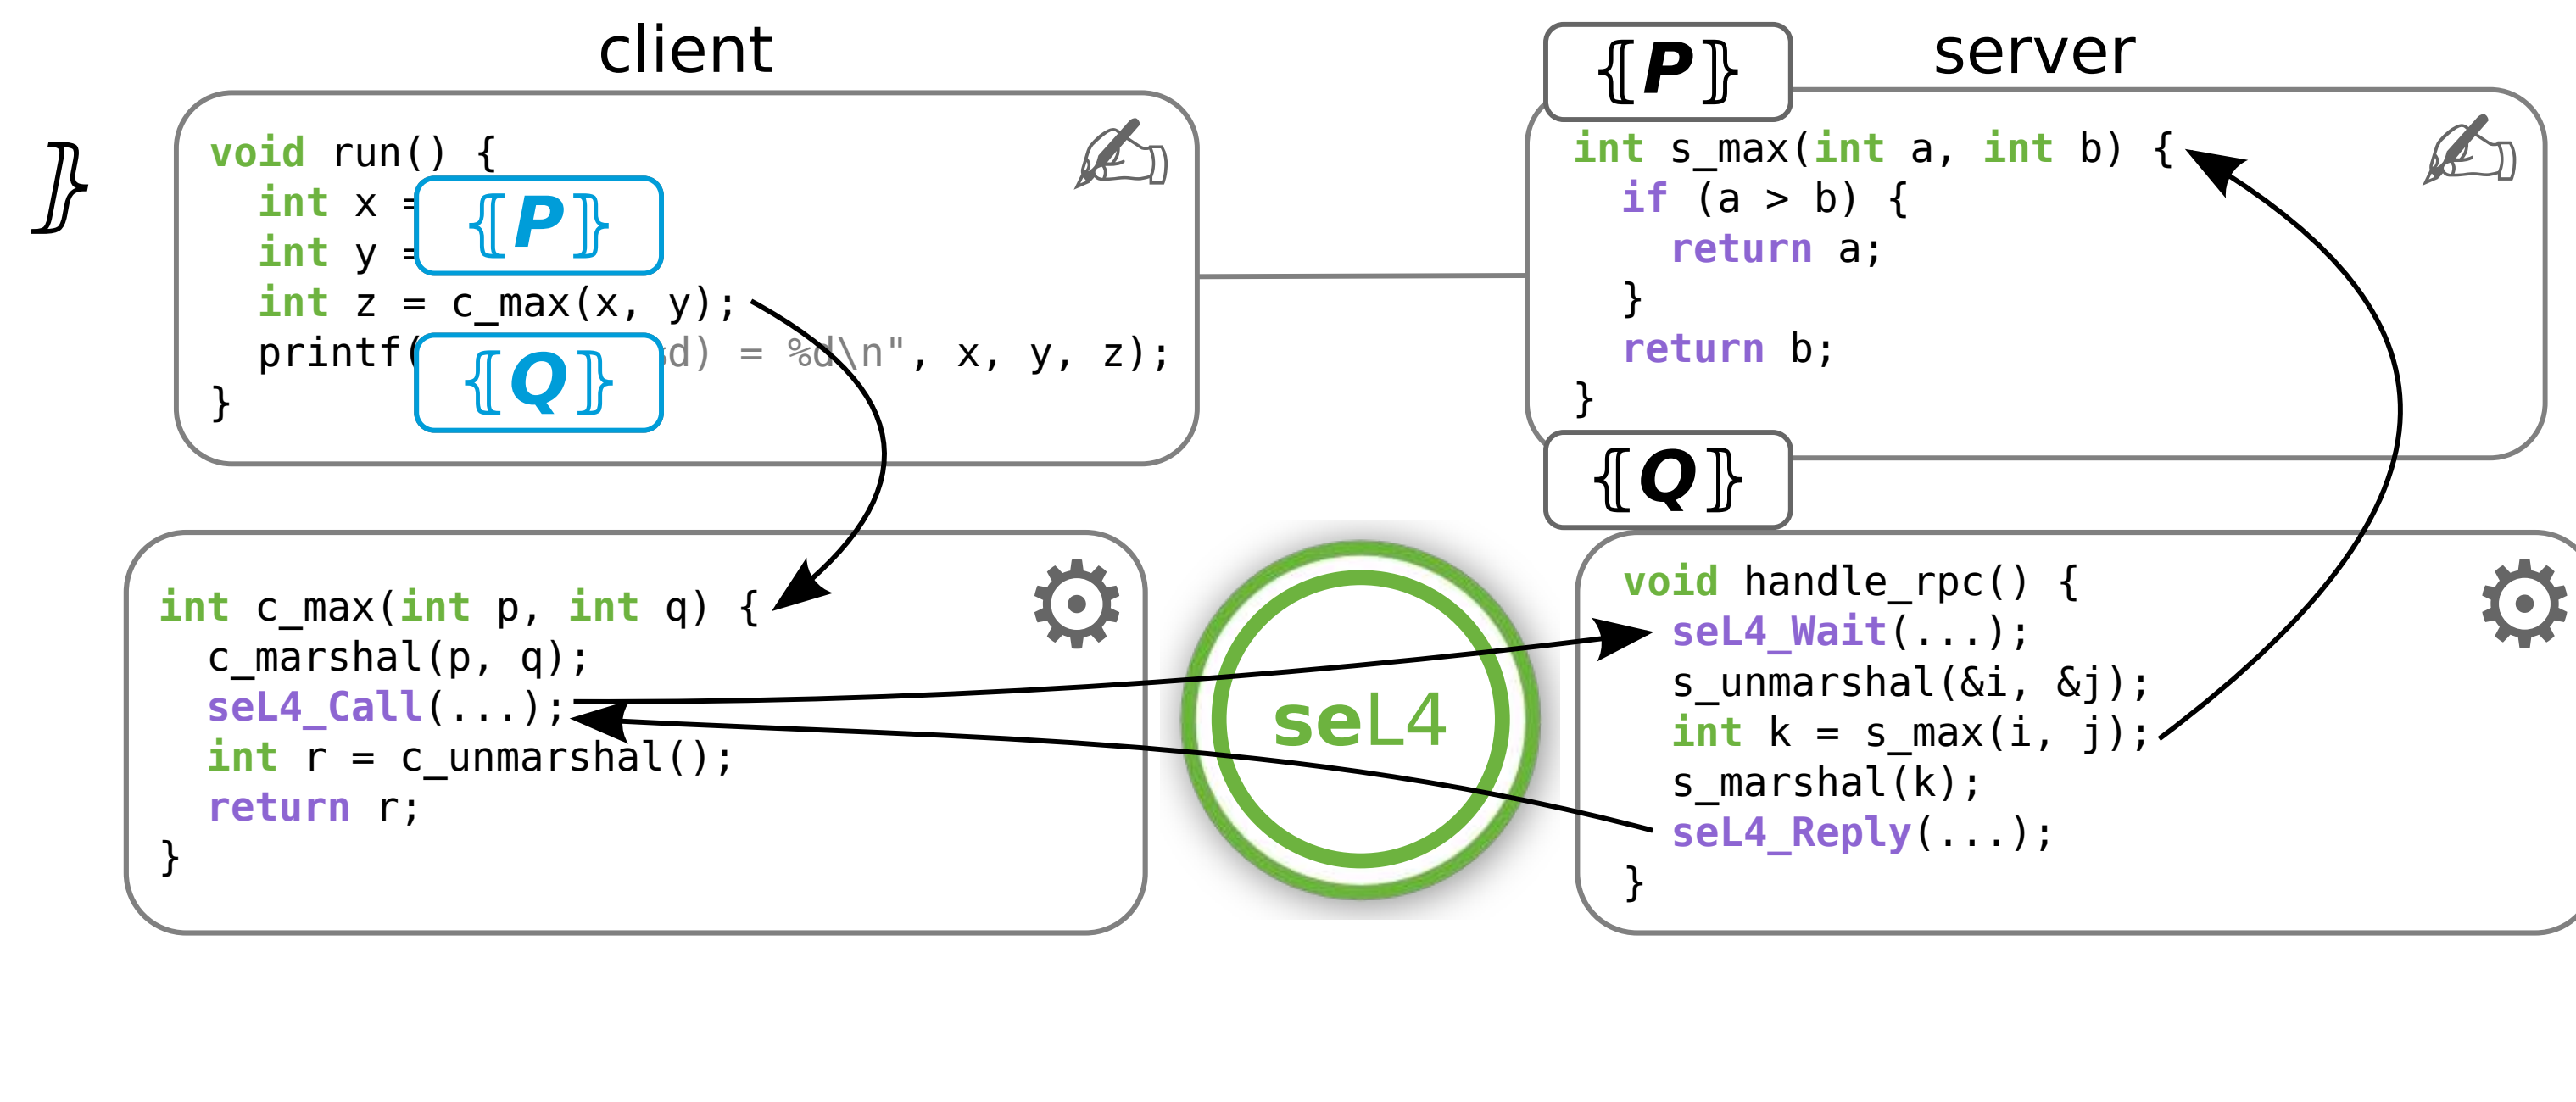 client
void run() {
int x =
{[P]}
int y =
int z = c_max(x, y);
printf(
{[Q]}
d) = %d\n", x, y, z);
}
}
int c_max(int p, int q) {
c_marshal(p, q);
seL4_Call(...);
int r = c_unmarshal();
return r;
}
seL4
server
{[P]}
int s_max(int a, int b) {
if (a > b) {
return a;
}
return b;
}
{[Q]}
void handle_rpc() {
seL4_Wait(...);
s_unmarshal(&i, &j);
int k = s_max(i, j);
s_marshal(k);
seL4_Reply(...);
}